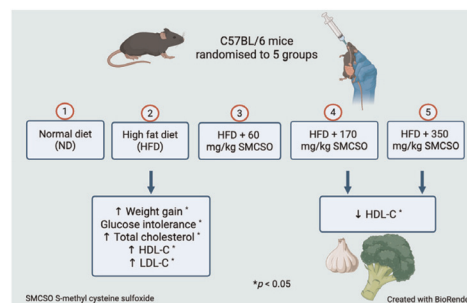 C57BL/6 mice
randomised to 5 groups
1
2
3
4
5
Normal diet
(ND)
High fat diet
(HFD)
HFD + 60
mg/kg SMCSO
HFD + 170
mg/kg SMCSO
HFD + 350
mg/kg SMCSO
↑ Weight gain *
Glucose intolerance *
↑ Total cholesterol *
↑ HDL-C *
↑ LDL-C *
↓ HDL-C *
*p < 0.05
SMCSO S-methyl cysteine sulfoxide
Created with BioRender